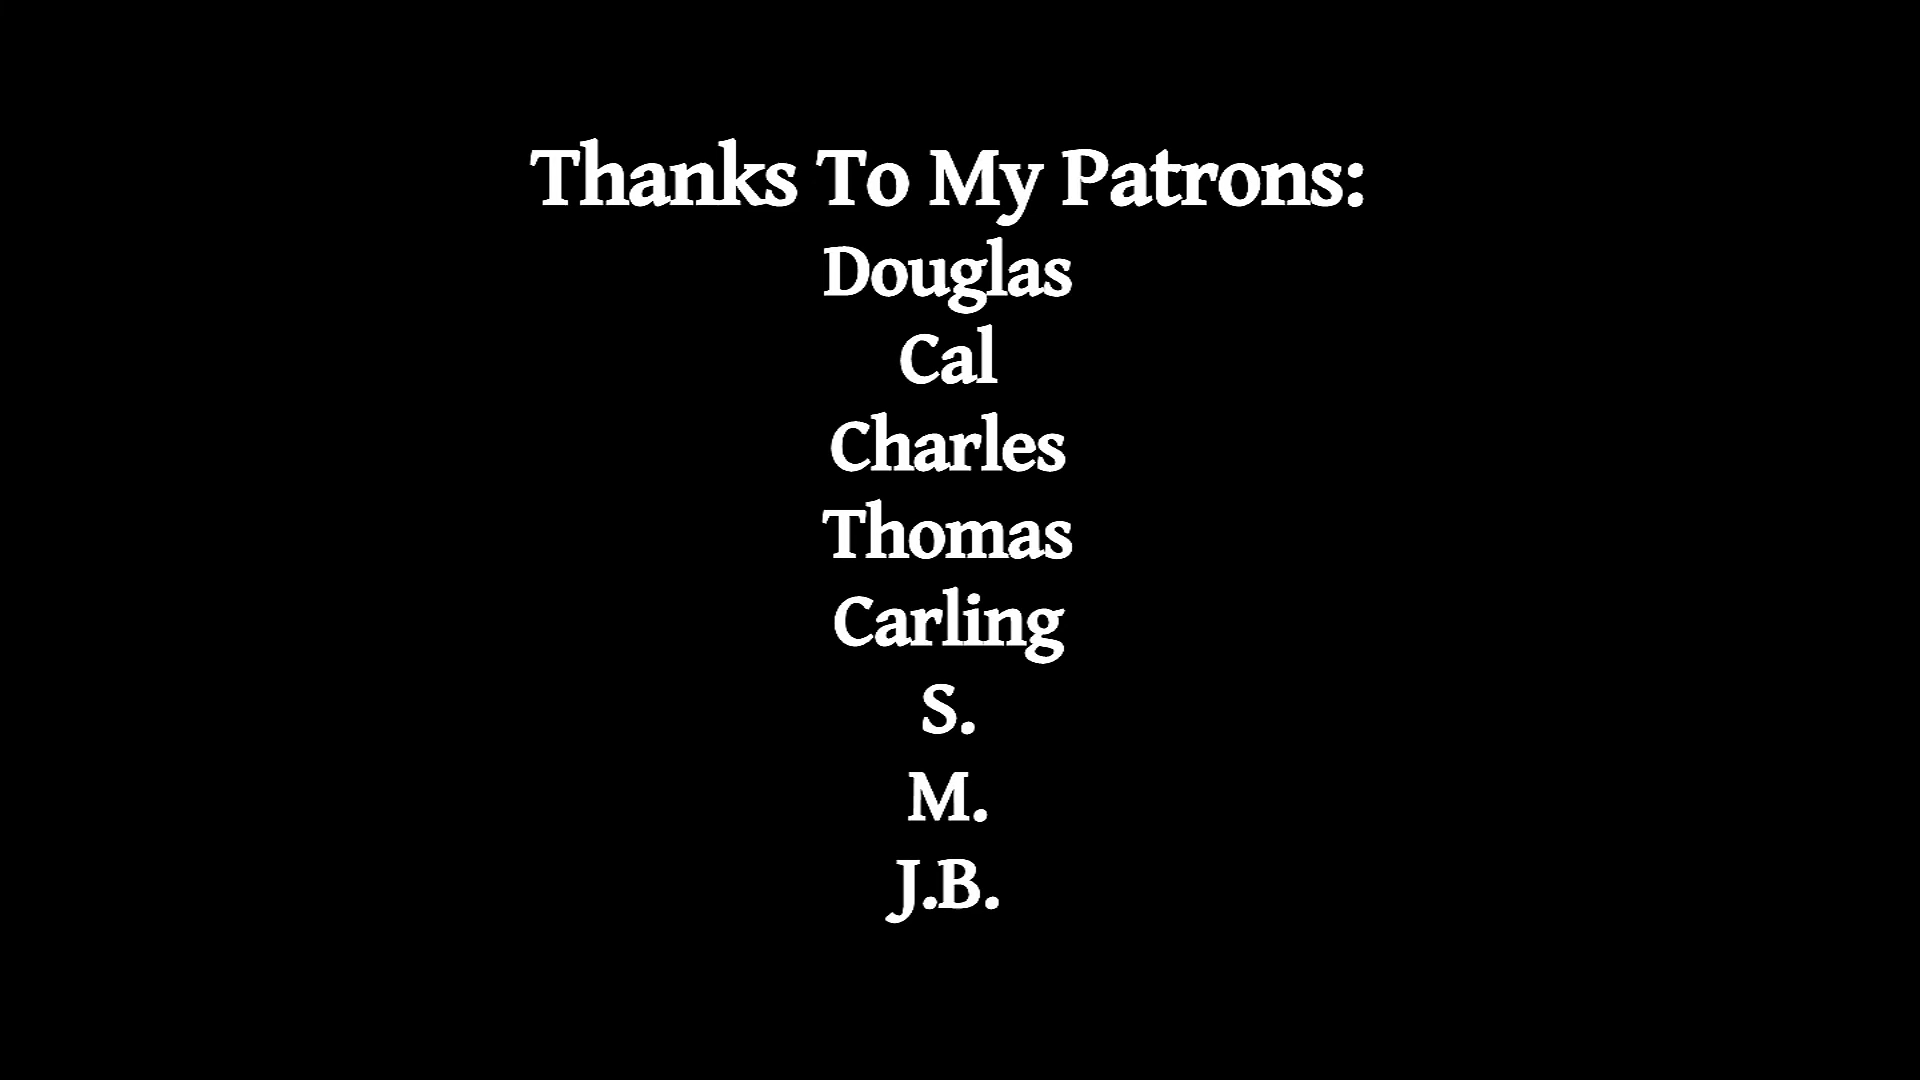 Thanks To My Patrons:
Douglas
Cal
Charles
Thomas
Carling
S.
M.
J.B.